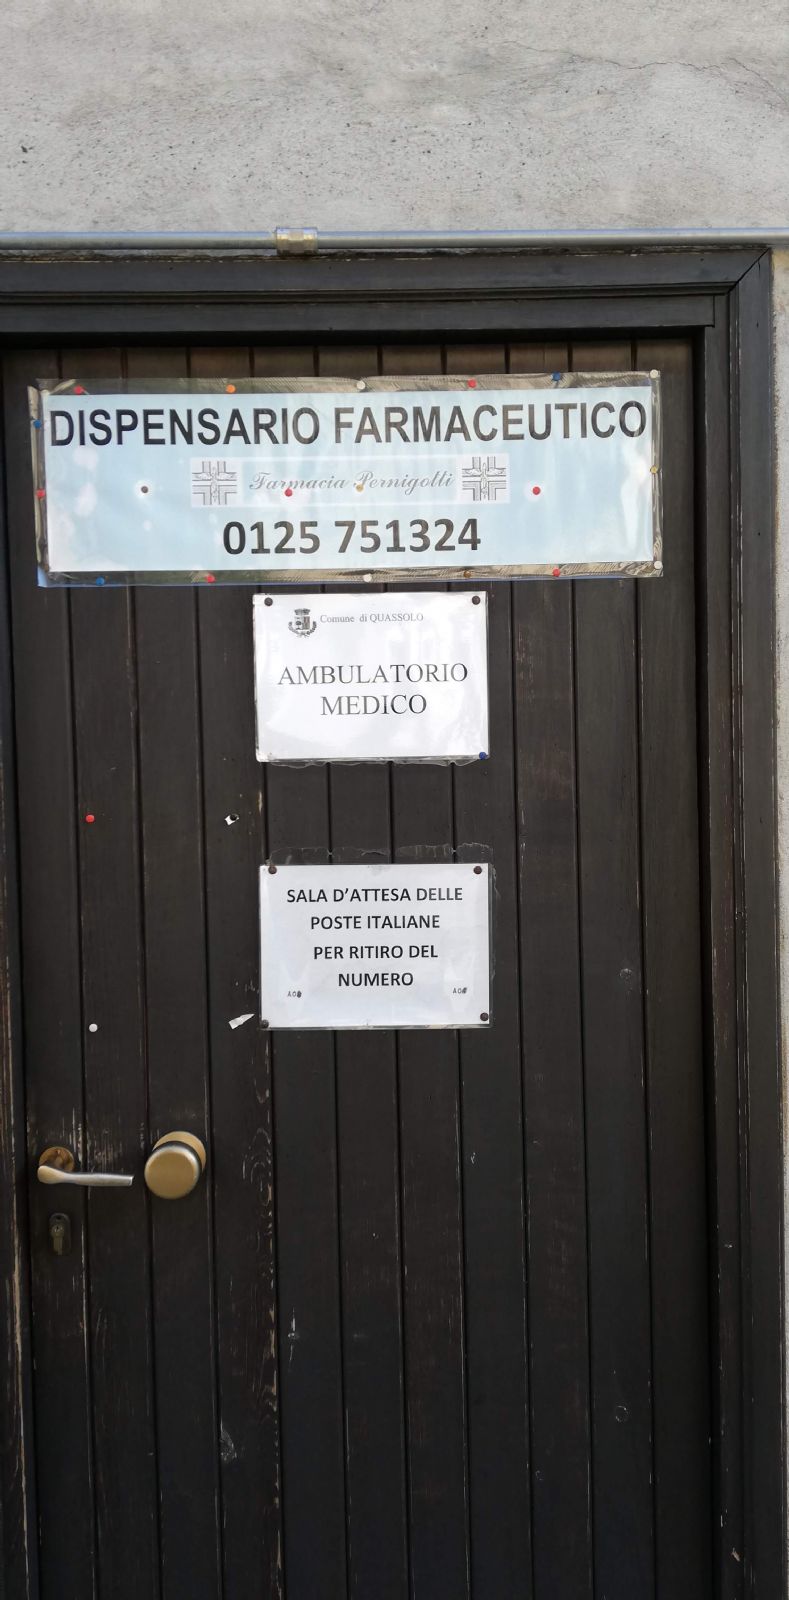 DISPENSARIO FARMACEUTICO
Farmacia Pernigotti
0125 751324
Comune di QUASSOLO
AMBULATORIO
MEDICO
SALA D'ATTESA DELLE
POSTE ITALIANE
PER RITIRO DEL
NUMERO